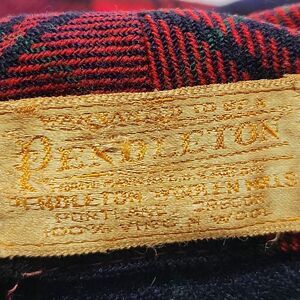 WARRANTED TO BE A
PENDLETON
PENDLETON WOOLEN MILLS
PORTLAND, OREGON
100% VIRGIN WOOL